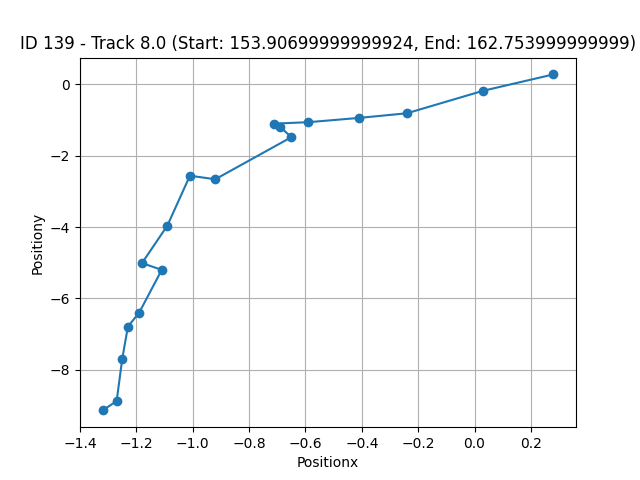 ID 139 - Track 8.0 (Start: 153.90699999999924, End: 162.753999999999)
0
−2
−4
−6
−8
Positiony
−1.4 −1.2 −1.0 −0.8 −0.6 −0.4 −0.2 0.0 0.2
Positionx